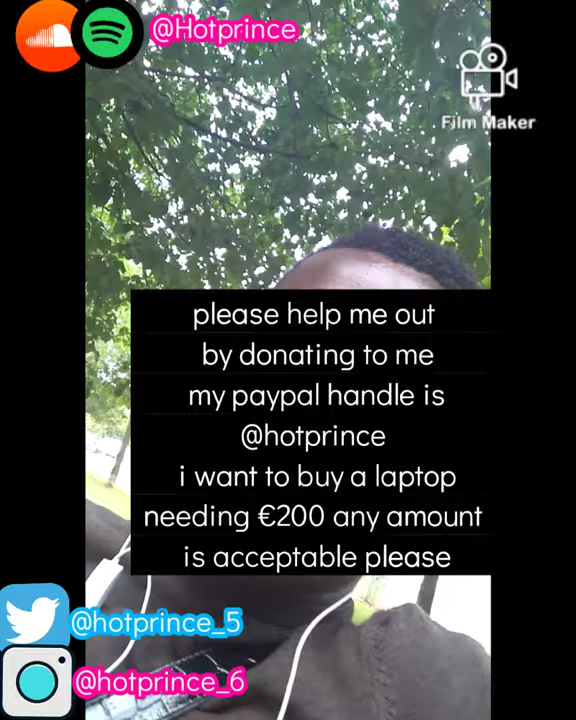 @Hotprince
Film Maker
please help me out
by donating to me
my paypal handle is
@hotprince
i want to buy a laptop
needing €200 any amount
is acceptable please
@hotprince_5
@hotprince_6